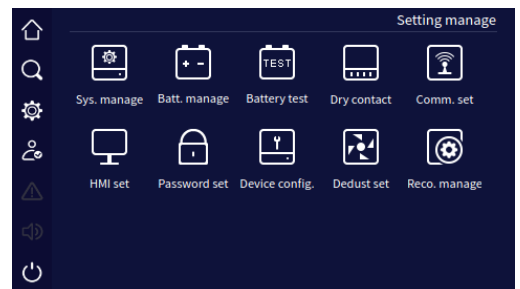 Setting manage
+ -
TEST
Sys. manage Batt. manage Battery test Dry contact Comm. set
HMI set Password set Device config. Dedust set Reco. manage